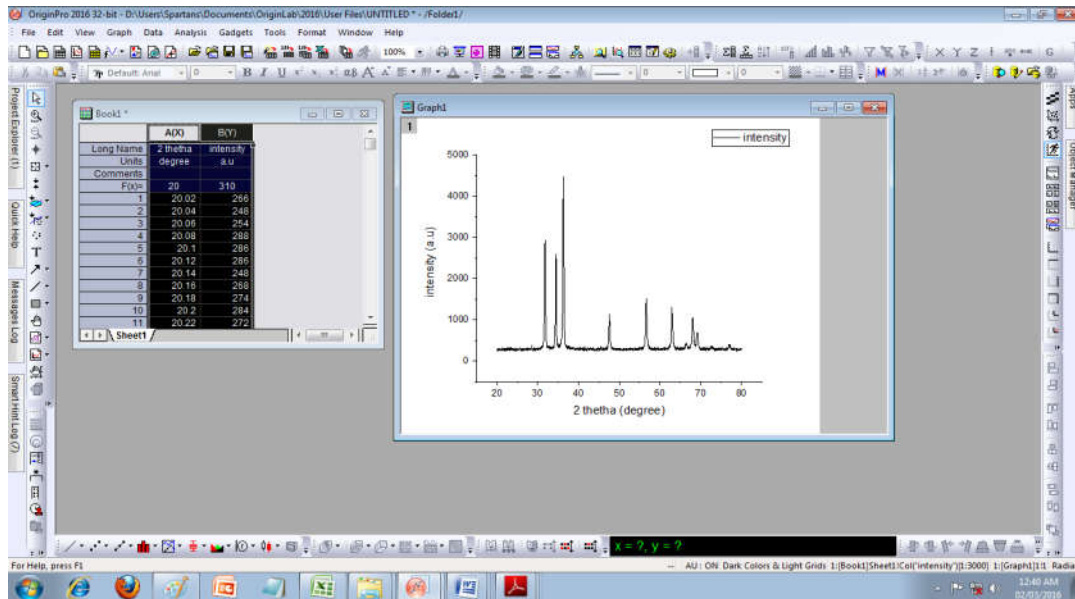 OriginPro 2016 32-bit - D:\Users\Spartans\Documents\OriginLab\2016\User Files\UNTITLED * - /Folder1/
File Edit View Graph Data Analysis Gadgets Tools Format Window Help
100%
X Y Z
Default: Arial 0 B I U
Project Explorer (1)
Quick Help
Messages Log
Smart Hint Log (7)
Apps
Object Manager
Book1 *
A(X) B(Y)
Long Name 2 thetha intensity
Units degree a.u
Comments
F(x)= 20 310
1 20.02 266
2 20.04 248
3 20.06 254
4 20.08 288
5 20.1 286
6 20.12 286
7 20.14 248
8 20.16 268
9 20.18 274
10 20.2 284
11 20.22 272
Sheet1
Graph1
1
intensity
5000
4000
3000
2000
1000
0
intensity (a.u)
20 30 40 50 60 70 80
2 thetha (degree)
x = ?, y = ?
For Help, press F1
-- AU : ON Dark Colors & Light Grids 1:[Book1]Sheet1!Col("intensity")[1:3000] 1:[Graph1]1!1 Radia
12:40 AM
02/03/2016